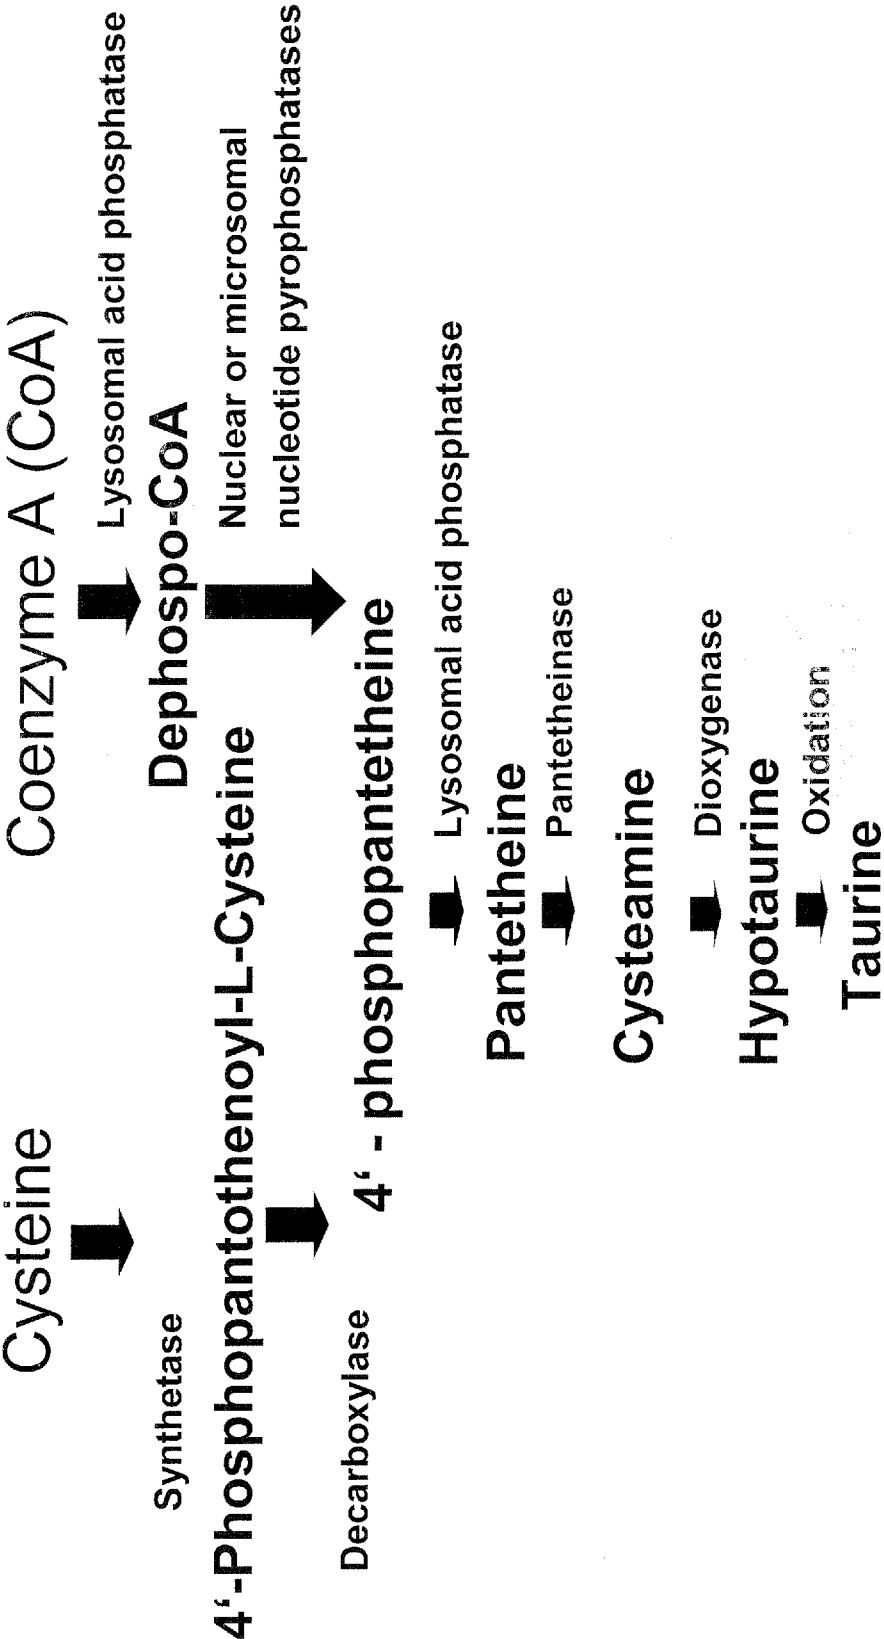 Cysteine
Coenzyme A (CoA)
Lysosomal acid phosphatase
Synthetase
Dephospo-CoA
4‘-Phosphopantothenoyl-L-Cysteine
Nuclear or microsomal
nucleotide pyrophosphatases
Decarboxylase
4‘ - phosphopantetheine
Lysosomal acid phosphatase
Pantetheine
Pantetheinase
Cysteamine
Dioxygenase
Hypotaurine
Oxidation
Taurine